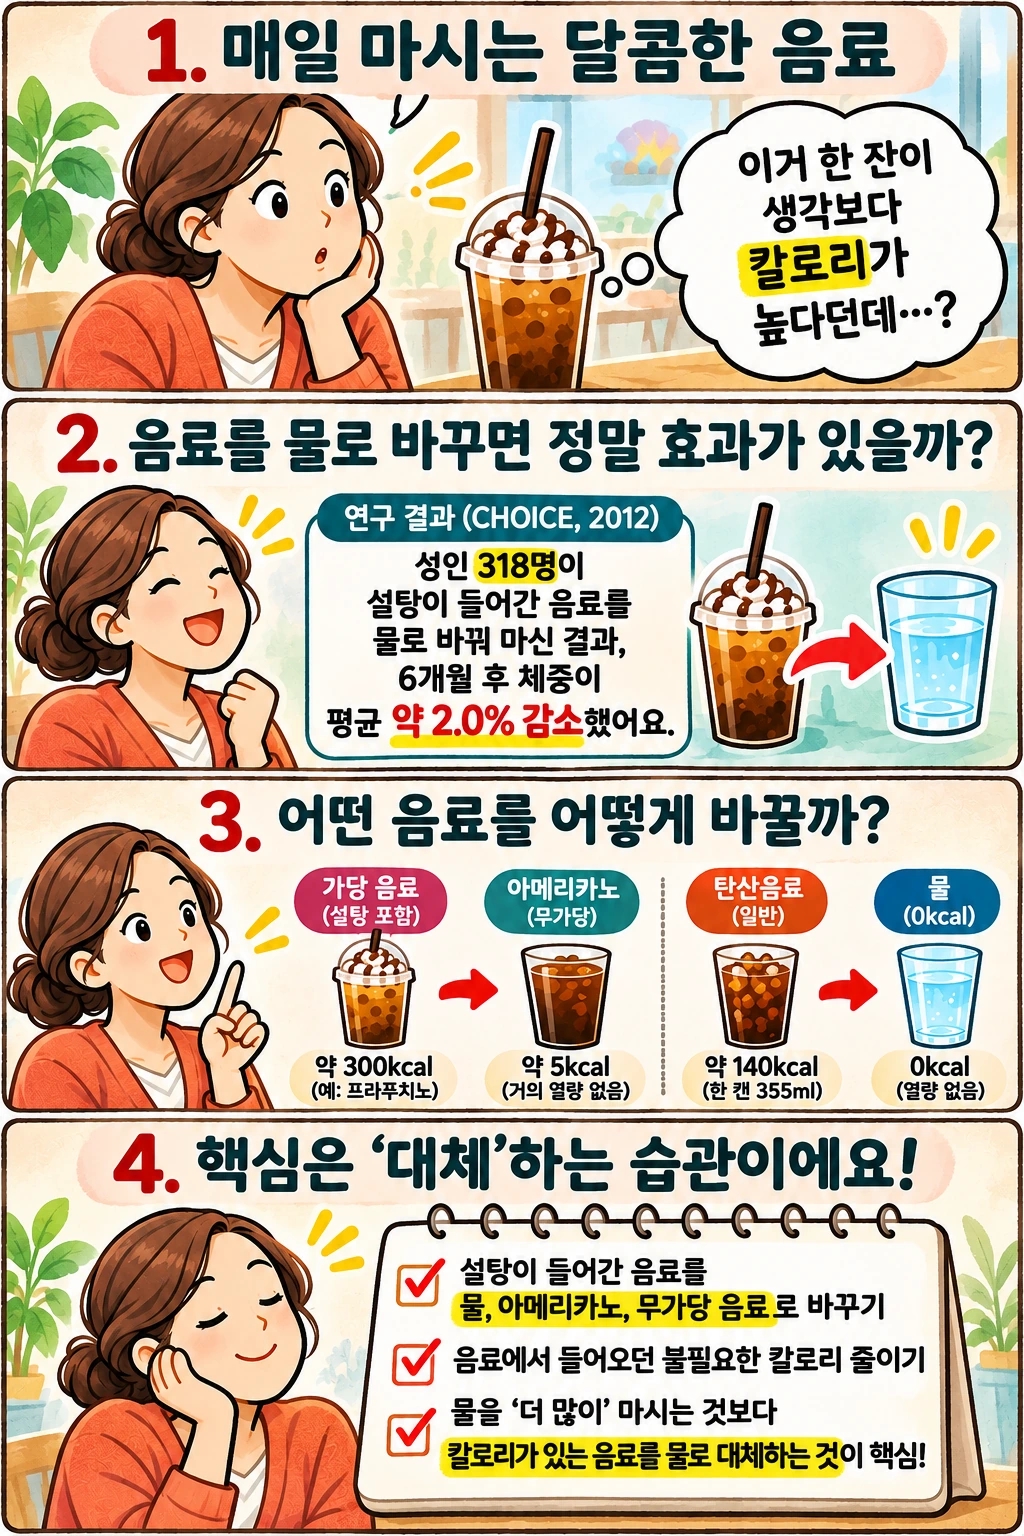 1. 매일 마시는 달콤한 음료
이거 한 잔이
생각보다
칼로리가
높다던데…?
2. 음료를 물로 바꾸면 정말 효과가 있을까?
연구 결과 (CHOICE, 2012)
성인 318명이
설탕이 들어간 음료를
물로 바꿔 마신 결과,
6개월 후 체중이
평균 약 2.0% 감소했어요.
3. 어떤 음료를 어떻게 바꿀까?
가당 음료
(설탕 포함)
약 300kcal
(예: 프라푸치노)
아메리카노
(무가당)
약 5kcal
(거의 열량 없음)
탄산음료
(일반)
약 140kcal
(한 캔 355ml)
물
(0kcal)
0kcal
(열량 없음)
4. 핵심은 ‘대체’하는 습관이에요!
설탕이 들어간 음료를
물, 아메리카노, 무가당 음료로 바꾸기
음료에서 들어오던 불필요한 칼로리 줄이기
물을 ‘더 많이’ 마시는 것보다
칼로리가 있는 음료를 물로 대체하는 것이 핵심!